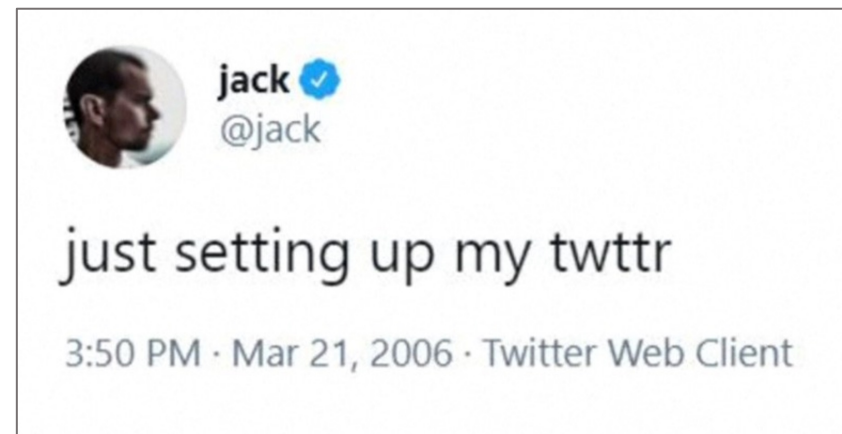 jack
@jack
just setting up my twttr
3:50 PM · Mar 21, 2006 · Twitter Web Client